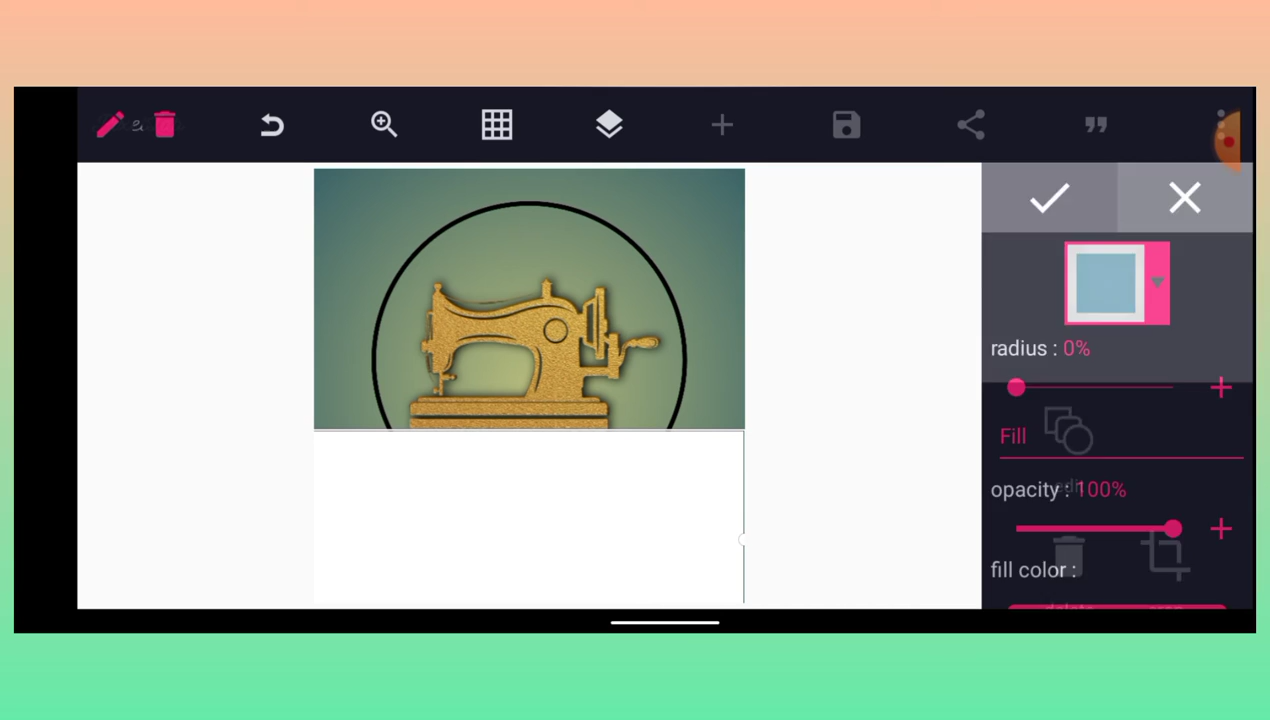 radius : 0%
Fill
opacity : 100%
fill color :